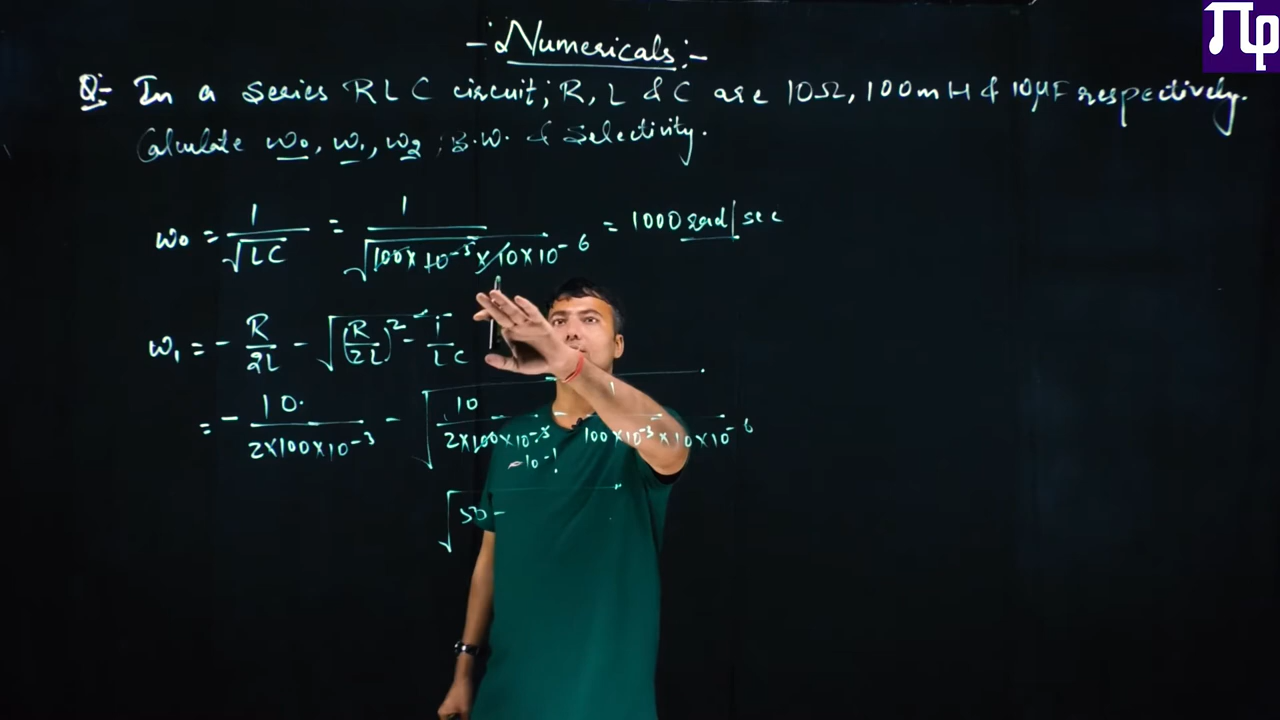 Πφ
-:Numericals:-
Q:- In a series RLC circuit; R, L & C are 10Ω, 100mH & 10μF respectively.
Calculate ω₀, ω₁, ω₂, B.W. & Selectivity.
ω₀ = 1/√LC = 1/√(100×10⁻³×10×10⁻⁶) = 1000 rad/sec
ω₁ = - R/2L - √((R/2L)² - 1/LC
= - 10/(2×100×10⁻³) - √(10/(2×100×10⁻³) - 1/(100×10⁻³×10×10⁻⁶)
10⁻¹
√(50 -